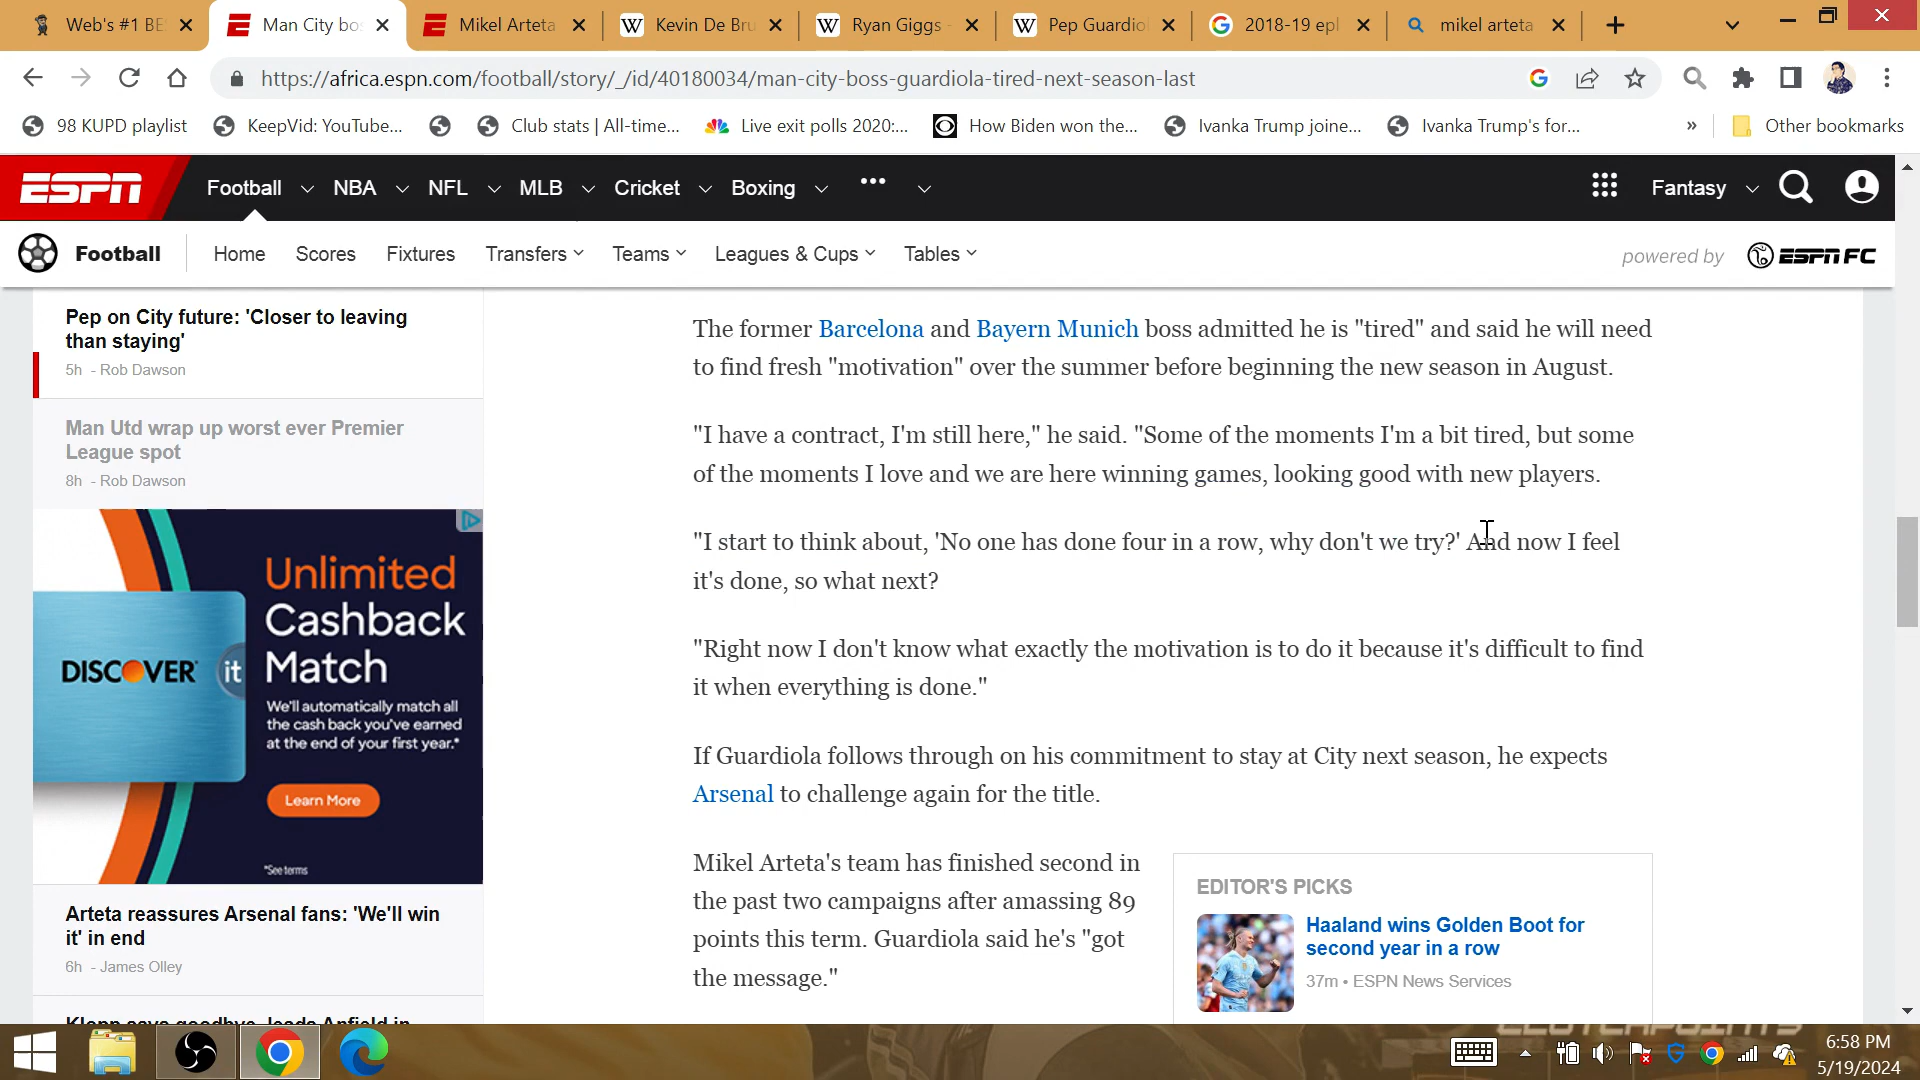 Web's #1 BE
Man City bo
Mikel Arteta
Kevin De Bru
Ryan Giggs -
Pep Guardiol
2018-19 epl
mikel arteta
https://africa.espn.com/football/story/_/id/40180034/man-city-boss-guardiola-tired-next-season-last
98 KUPD playlist
KeepVid: YouTube...
Club stats | All-time...
Live exit polls 2020:...
How Biden won the...
Ivanka Trump joine...
Ivanka Trump's for...
»
Other bookmarks
ESPN
Football
NBA
NFL
MLB
Cricket
Boxing
•••
Fantasy
Football
Home
Scores
Fixtures
Transfers
Teams
Leagues & Cups
Tables
powered by
ESPN FC
Pep on City future: 'Closer to leaving
than staying'
5h - Rob Dawson
Man Utd wrap up worst ever Premier
League spot
8h - Rob Dawson
Unlimited
Cashback
Match
DISCOVER it
We'll automatically match all
the cash back you've earned
at the end of your first year.*
Learn More
*See terms
Arteta reassures Arsenal fans: 'We'll win
it' in end
6h - James Olley
Klopp says goodbye, leads Anfield in
The former Barcelona and Bayern Munich boss admitted he is "tired" and said he will need
to find fresh "motivation" over the summer before beginning the new season in August.
"I have a contract, I'm still here," he said. "Some of the moments I'm a bit tired, but some
of the moments I love and we are here winning games, looking good with new players.
"I start to think about, 'No one has done four in a row, why don't we try?' And now I feel
it's done, so what next?
"Right now I don't know what exactly the motivation is to do it because it's difficult to find
it when everything is done."
If Guardiola follows through on his commitment to stay at City next season, he expects
Arsenal to challenge again for the title.
Mikel Arteta's team has finished second in
the past two campaigns after amassing 89
points this term. Guardiola said he's "got
the message."
EDITOR'S PICKS
Haaland wins Golden Boot for
second year in a row
37m • ESPN News Services
CLUTCHPOINTS
6:58 PM
5/19/2024